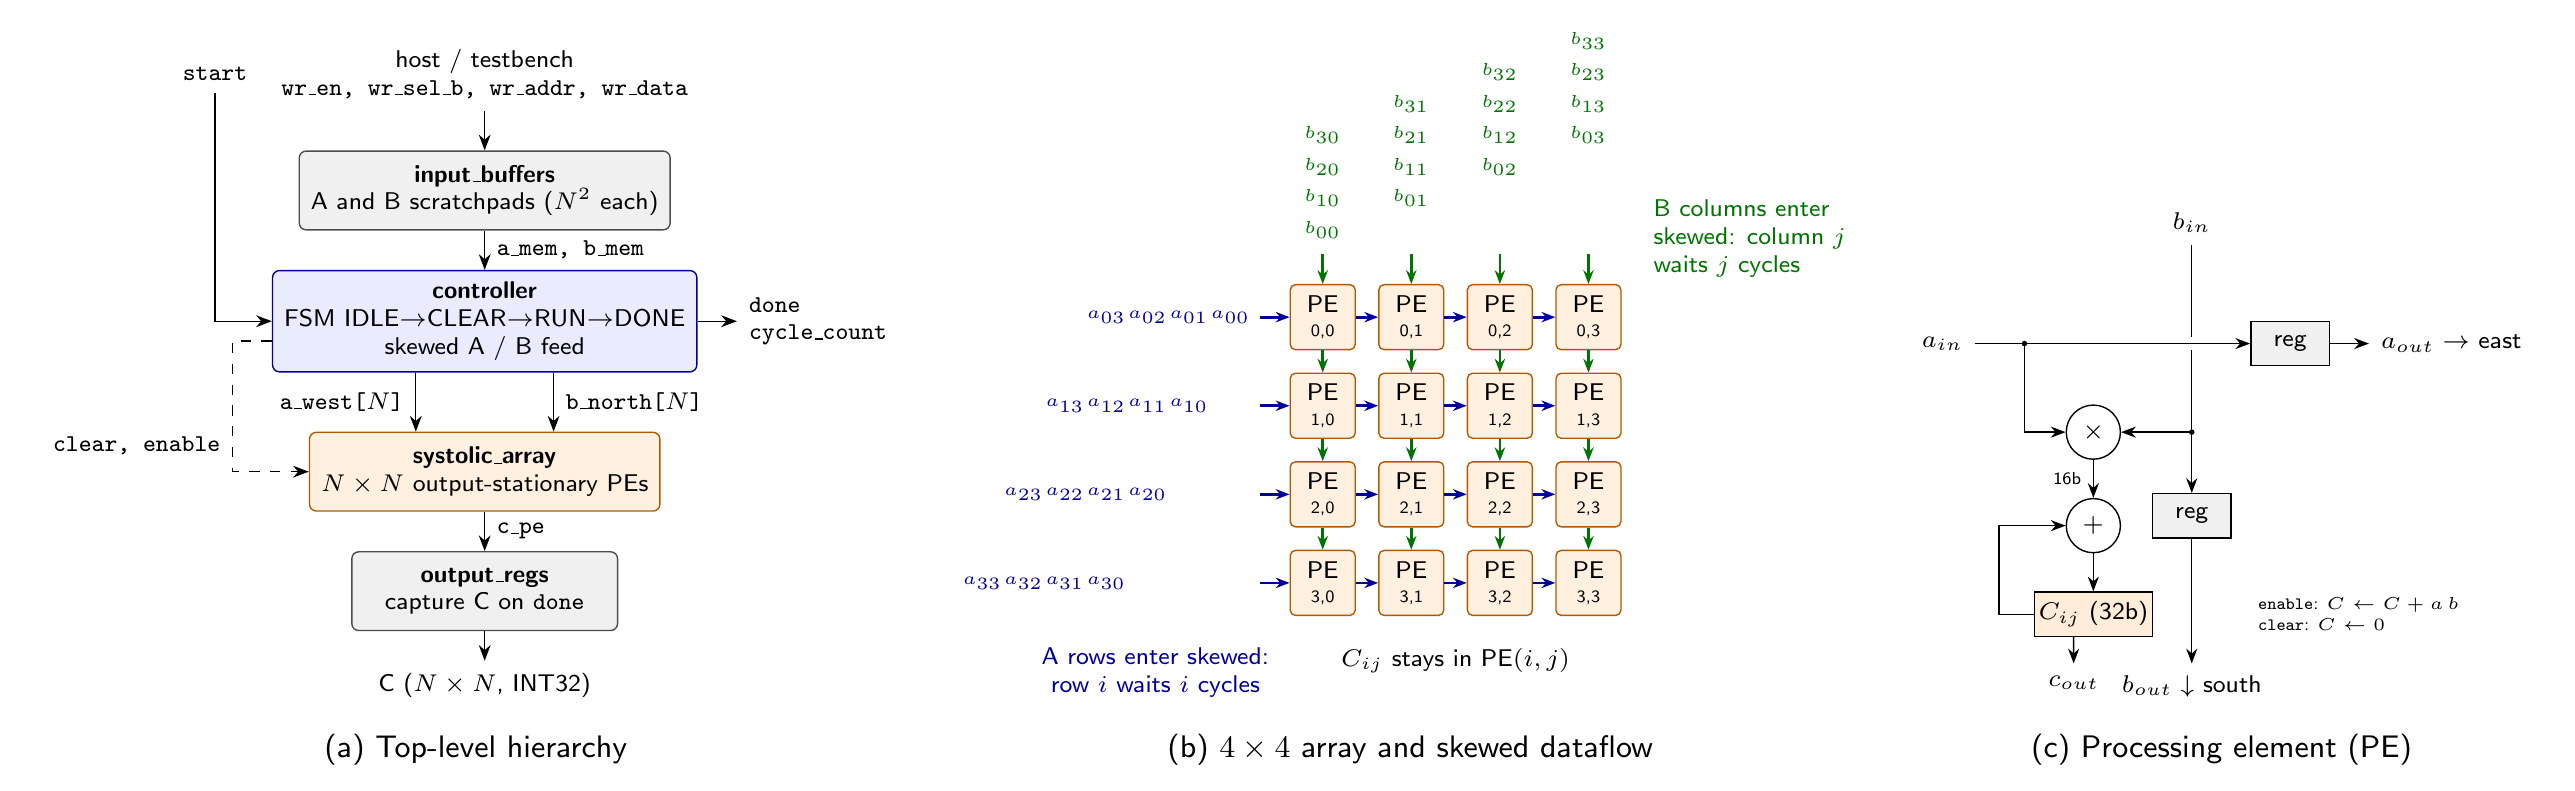 start
host / testbench
wr_en, wr_sel_b, wr_addr, wr_data
input_buffers
A and B scratchpads (N² each)
a_mem, b_mem
controller
FSM IDLE→CLEAR→RUN→DONE
skewed A / B feed
done
cycle_count
a_west[N]
b_north[N]
clear, enable
systolic_array
N × N output-stationary PEs
c_pe
output_regs
capture C on done
C (N × N, INT32)
(a) Top-level hierarchy
b33
b32 b23
b31 b22 b13
b30 b21 b12 b03
b20 b11 b02
b10 b01
b00
B columns enter
skewed: column j
waits j cycles
a03 a02 a01 a00
PE PE PE PE
0,0 0,1 0,2 0,3
a13 a12 a11 a10
PE PE PE PE
1,0 1,1 1,2 1,3
a23 a22 a21 a20
PE PE PE PE
2,0 2,1 2,2 2,3
a33 a32 a31 a30
PE PE PE PE
3,0 3,1 3,2 3,3
A rows enter skewed:
row i waits i cycles
Cij stays in PE(i, j)
(b) 4 × 4 array and skewed dataflow
bin
ain
reg
aout → east
×
16b
reg
+
Cij (32b)
enable: C ← C + a b
clear: C ← 0
cout
bout ↓ south
(c) Processing element (PE)